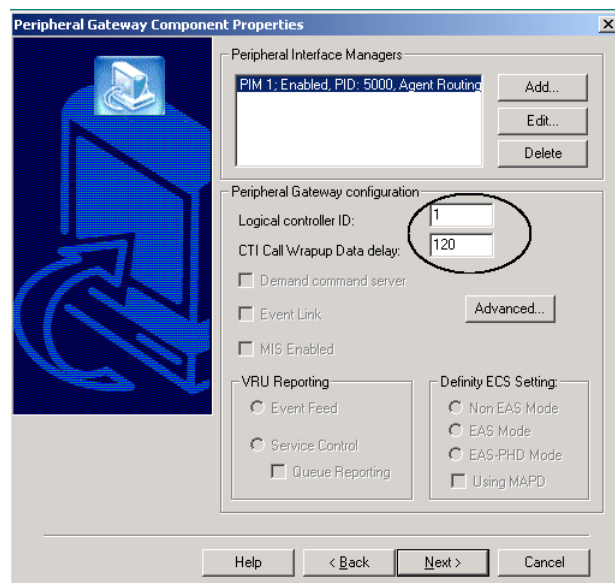 Peripheral Gateway Component Properties
Peripheral Interface Managers
PIM 1; Enabled, PID: 5000, Agent Routing
Add...
Edit...
Delete
Peripheral Gateway configuration
Logical controller ID:
1
CTI Call Wrapup Data delay:
120
Demand command server
Event Link
Advanced...
MIS Enabled
VRU Reporting
Event Feed
Service Control
Queue Reporting
Definity ECS Setting:
Non EAS Mode
EAS Mode
EAS-PHD Mode
Using MAPD
Help
< Back
Next >
Cancel